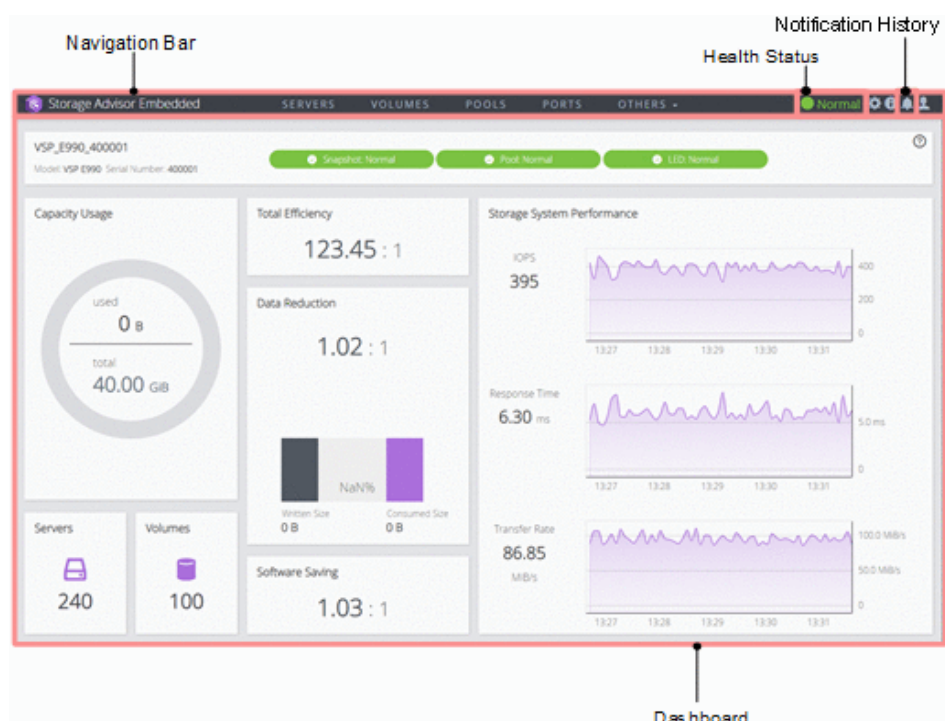 Notification History
Navigation Bar
Health Status
Storage Advisor Embedded SERVERS VOLUMES POOLS PORTS OTHERS Normal
VSP_E990_400001
Model: VSP E990 Serial Number: 400001
Snapshot: Normal Pool: Normal LED: Normal
Capacity Usage
used
0 B
total
40.00 GiB
Total Efficiency
123.45 : 1
Data Reduction
1.02 : 1
NaN%
Written Size Consumed Size
0 B 0 B
Servers Volumes
240 100
Software Saving
1.03 : 1
Storage System Performance
IOPS
395
400
200
0
13:27 13:28 13:29 13:30 13:31
Response Time
6.30 ms
5.0 ms
0
13:27 13:28 13:29 13:30 13:31
Transfer Rate
86.85
MiB/s
100.0 MiB/s
50.0 MiB/s
0
13:27 13:28 13:29 13:30 13:31
Dashboard